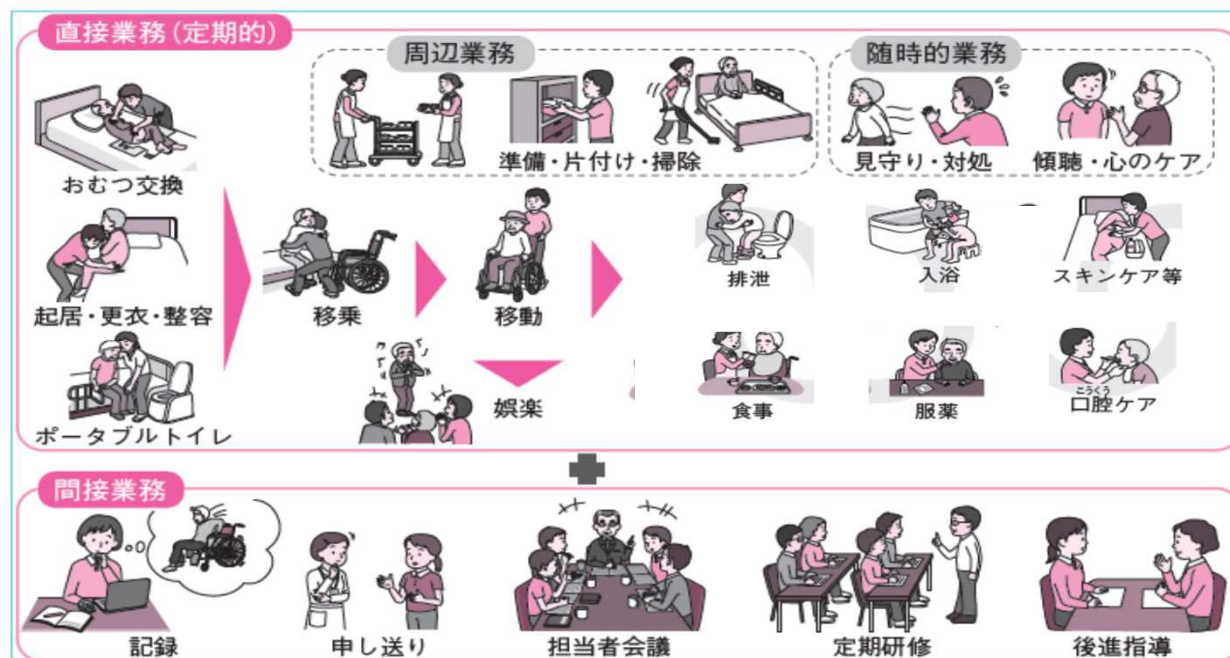 直接業務(定期的)
周辺業務
随時的業務
準備・片付け・掃除
見守り・対処
傾聴・心のケア
おむつ交換
起居・更衣・整容
ポータブルトイレ
移乗
移動
娯楽
排泄
入浴
スキンケア等
食事
服薬
こうくう
口腔ケア
間接業務
記録
申し送り
担当者会議
定期研修
後進指導